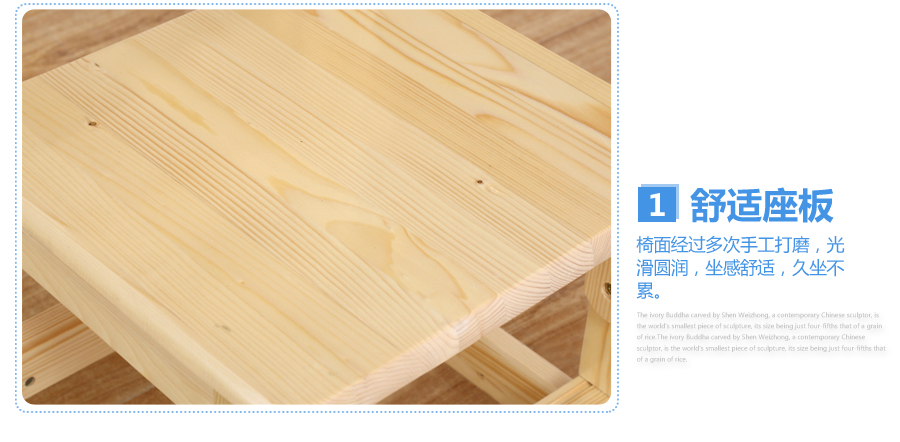 1 舒适座板
椅面经过多次手工打磨，光
滑圆润，坐感舒适，久坐不
累。
The Ivory Buddha carved by Shen Weizhong, a contemporary Chinese sculptor, is
the world's smallest piece of sculpture, its size being just four-fifths that of a grain
of rice.The Ivory Buddha carved by Shen Weizhong, a contemporary Chinese
sculptor, is the world's smallest piece of sculpture, its size being just four-fifths that
of a grain of rice.